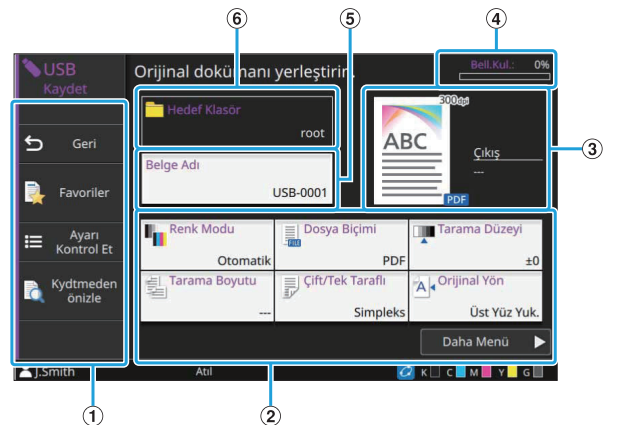 ⑥
⑤
④
USB
Kaydet
Orijinal dokümanı yerleştirin.
Bell.Kul.: 0%
Geri
Favoriler
Ayarı
Kontrol Et
Kydtmeden
önizle
Hedef Klasör
root
Belge Adı
USB-0001
300dpi
ABC
PDF
Çıkış
---
③
Renk Modu
Otomatik
Dosya Biçimi
PDF
Tarama Düzeyi
±0
Tarama Boyutu
---
Çift/Tek Taraflı
Simpleks
Orijinal Yön
Üst Yüz Yuk.
Daha Menü
J.Smith
Atıl
K C M Y G
①
②